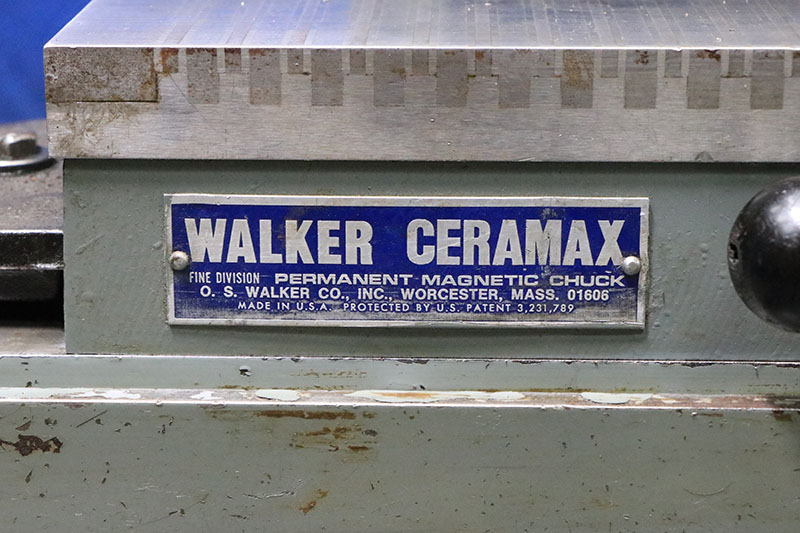 WALKER CERAMAX
FINE DIVISION PERMANENT MAGNETIC CHUCK
O. S. WALKER CO., INC., WORCESTER, MASS. 01606
MADE IN U.S.A. PROTECTED BY U.S. PATENT 3,231,789